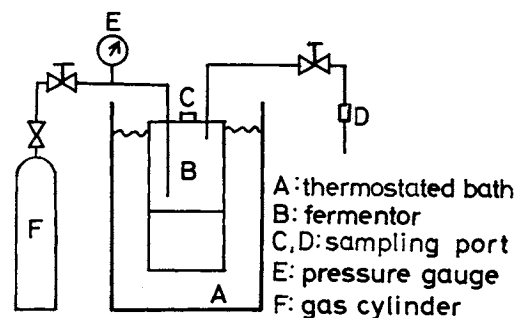 E
C
D
B
F
A
A:thermostated bath
B:fermentor
C,D:sampling port
E:pressure gauge
F:gas cylinder